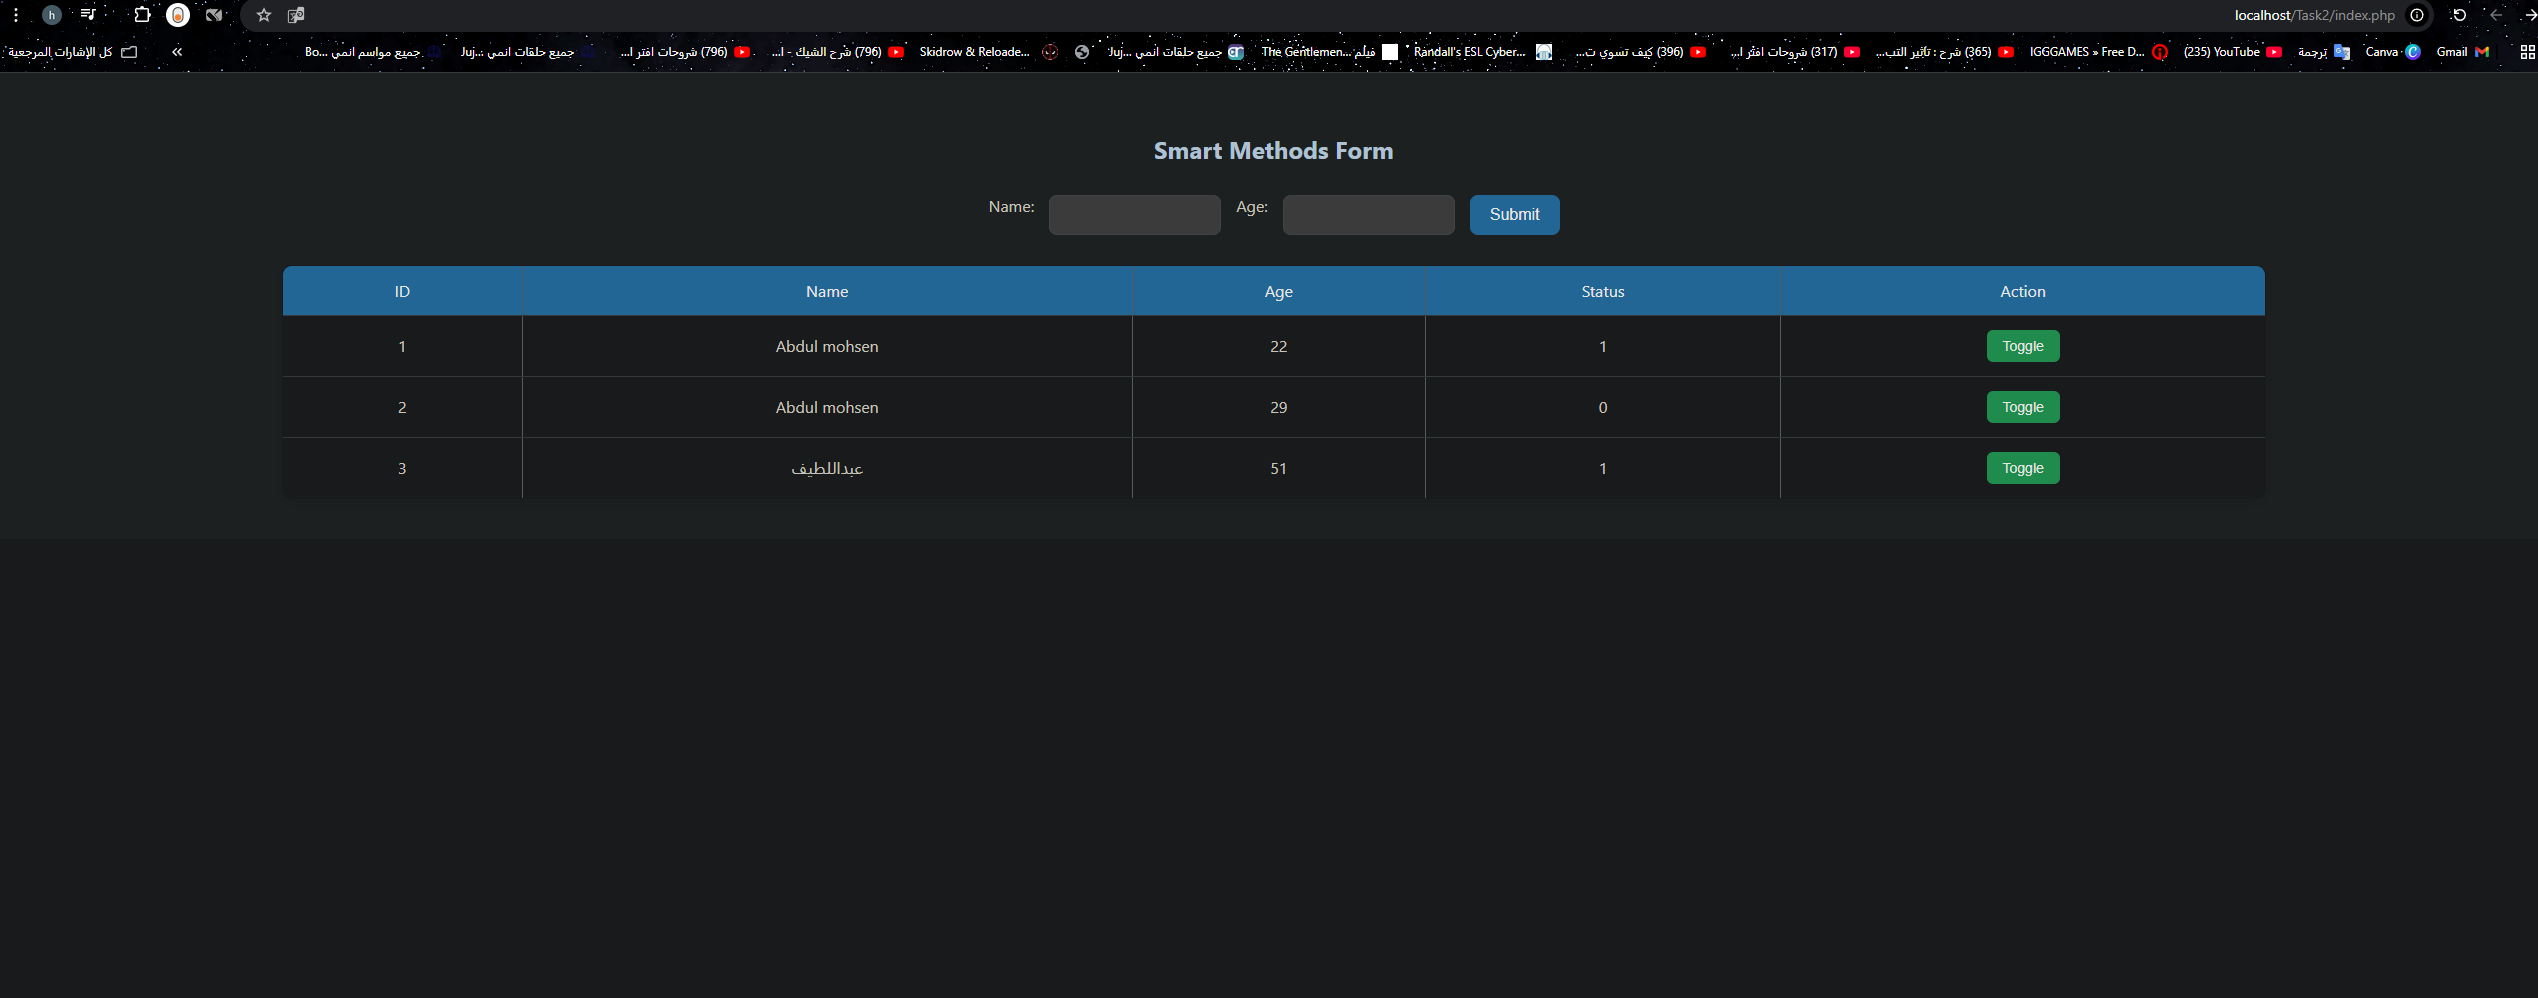 h
localhost/Task2/index.php
كل الإشارات المرجعية
Bo... جميع مواسم انمي
Juj... جميع حلقات انمي
(796) شروحات افتر ا...
(796) شرح الشيك - ا...
Skidrow & Reloade...
Juj... جميع حلقات انمي
The Gentlemen... فيلم
Randall's ESL Cyber...
(396) كيف تسوي ت...
(317) شروحات افتر ا...
(365) شرح : تأثير التب...
IGGGAMES » Free D...
(235) YouTube
ترجمة
Canva
Gmail
Smart Methods Form
Name: Age: Submit
ID Name Age Status Action
1 Abdul mohsen 22 1 Toggle
2 Abdul mohsen 29 0 Toggle
3 عبداللطيف 51 1 Toggle